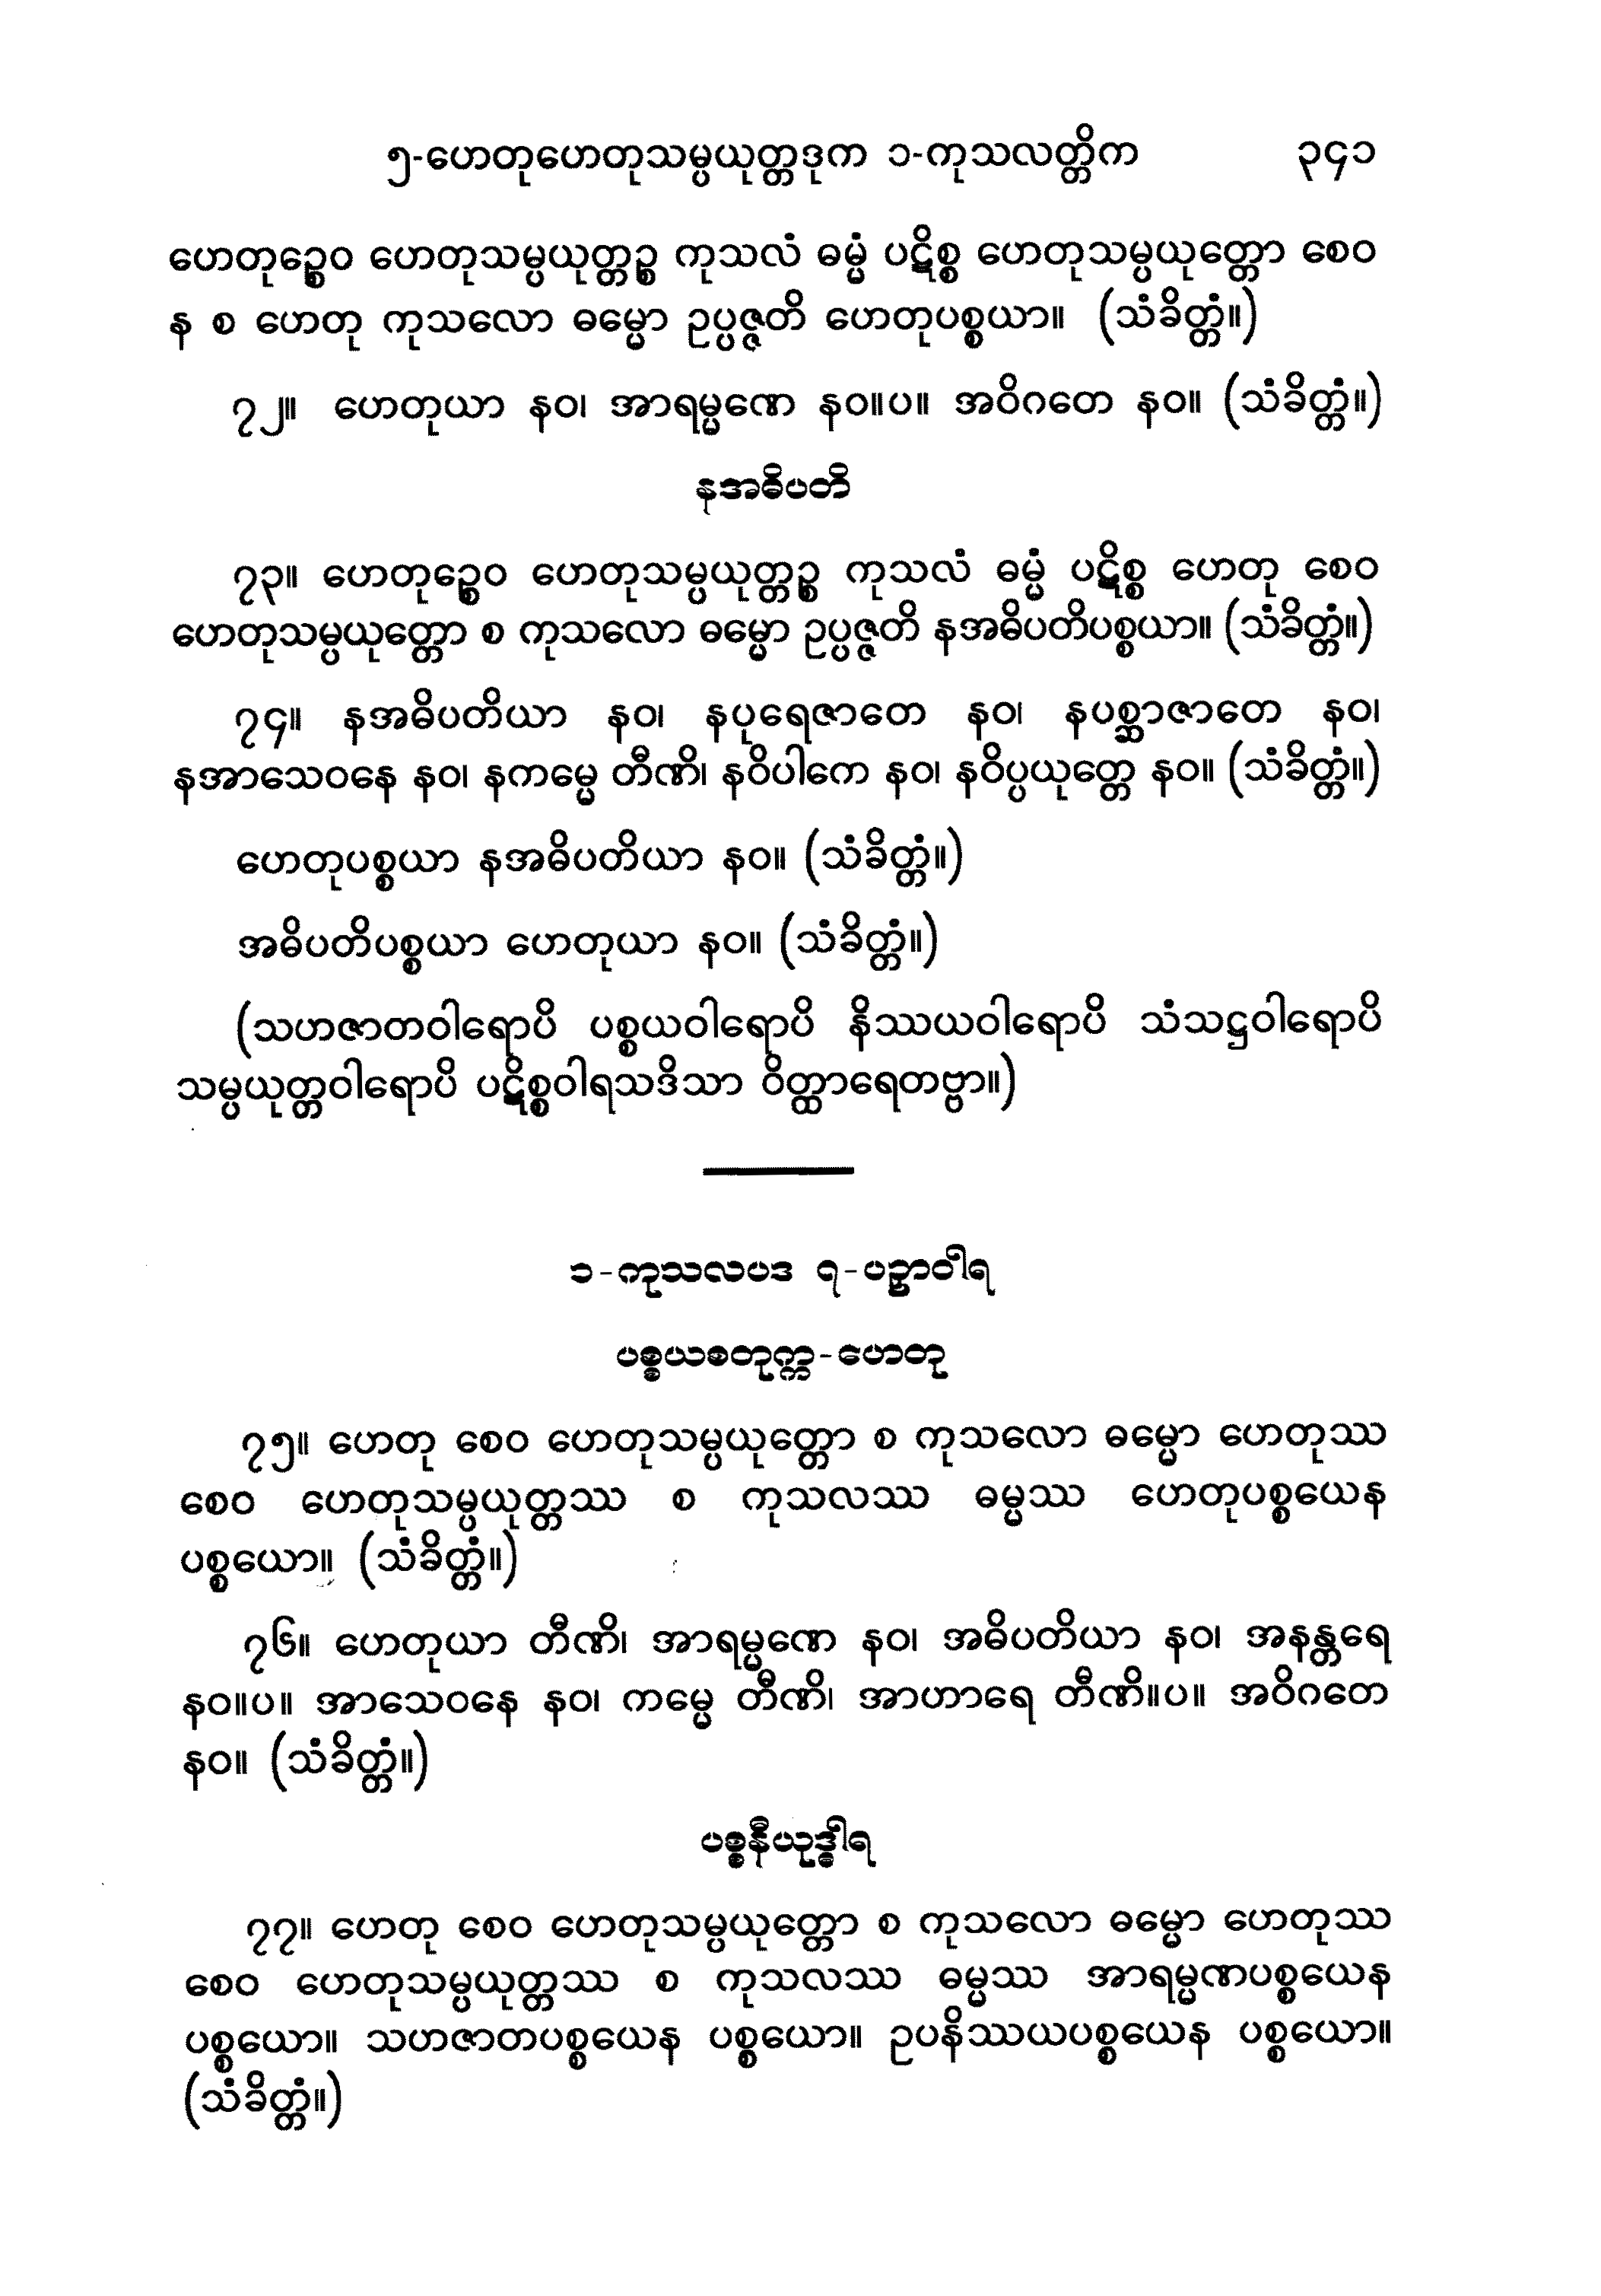 ၅-ဟေတုဟေတုသမ္ပယုတ္တဒုက ၁-ကုသလတ္တိက ၃၄၁
ဟေတုဉ္စေဝ ဟေတုသမ္ပယုတ္တဉ္စ ကုသလံ ဓမ္မံ ပဋိစ္စ ဟေတုသမ္ပယုတ္တော စေဝ
န စ ဟေတု ကုသလော ဓမ္မော ဥပ္ပဇ္ဇတိ ဟေတုပစ္စယာ။ (သံခိတ္တံ။)
၇၂။ ဟေတုယာ နဝ၊ အာရမ္မဏေ နဝ။ပ။ အဝိဂတေ နဝ။ (သံခိတ္တံ။)
နအဓိပတိ
၇၃။ ဟေတုဉ္စေဝ ဟေတုသမ္ပယုတ္တဉ္စ ကုသလံ ဓမ္မံ ပဋိစ္စ ဟေတု စေဝ
ဟေတုသမ္ပယုတ္တော စ ကုသလော ဓမ္မော ဥပ္ပဇ္ဇတိ နအဓိပတိပစ္စယာ။ (သံခိတ္တံ။)
၇၄။ နအဓိပတိယာ နဝ၊ နပုရေဇာတေ နဝ၊ နပစ္ဆာဇာတေ နဝ၊
နအာသေဝနေ နဝ၊ နကမ္မေ တီဏိ၊ နဝိပါကေ နဝ၊ နဝိပ္ပယုတ္တေ နဝ။ (သံခိတ္တံ။)
ဟေတုပစ္စယာ နအဓိပတိယာ နဝ။ (သံခိတ္တံ။)
အဓိပတိပစ္စယာ ဟေတုယာ နဝ။ (သံခိတ္တံ။)
(သဟဇာတဝါရောပိ ပစ္စယဝါရောပိ နိဿယဝါရောပိ သံသဋ္ဌဝါရောပိ
သမ္ပယုတ္တဝါရောပိ ပဋိစ္စဝါရသဒိသာ ဝိတ္ထာရေတဗ္ဗာ။)
၁-ကုသလပဒ ၇-ပဉှာဝါရ
ပစ္စယစတုက္က-ဟေတု
၇၅။ ဟေတု စေဝ ဟေတုသမ္ပယုတ္တော စ ကုသလော ဓမ္မော ဟေတုဿ
စေဝ ဟေတုသမ္ပယုတ္တဿ စ ကုသလဿ ဓမ္မဿ ဟေတုပစ္စယေန
ပစ္စယော။ (သံခိတ္တံ။)
၇၆။ ဟေတုယာ တီဏိ၊ အာရမ္မဏေ နဝ၊ အဓိပတိယာ နဝ၊ အနန္တရေ
နဝ။ပ။ အာသေဝနေ နဝ၊ ကမ္မေ တီဏိ၊ အာဟာရေ တီဏိ။ပ။ အဝိဂတေ
နဝ။ (သံခိတ္တံ။)
ပစ္စနီယုဒ္ဓါရ
၇၇။ ဟေတု စေဝ ဟေတုသမ္ပယုတ္တော စ ကုသလော ဓမ္မော ဟေတုဿ
စေဝ ဟေတုသမ္ပယုတ္တဿ စ ကုသလဿ ဓမ္မဿ အာရမ္မဏပစ္စယေန
ပစ္စယော။ သဟဇာတပစ္စယေန ပစ္စယော။ ဥပနိဿယပစ္စယေန ပစ္စယော။
(သံခိတ္တံ။)